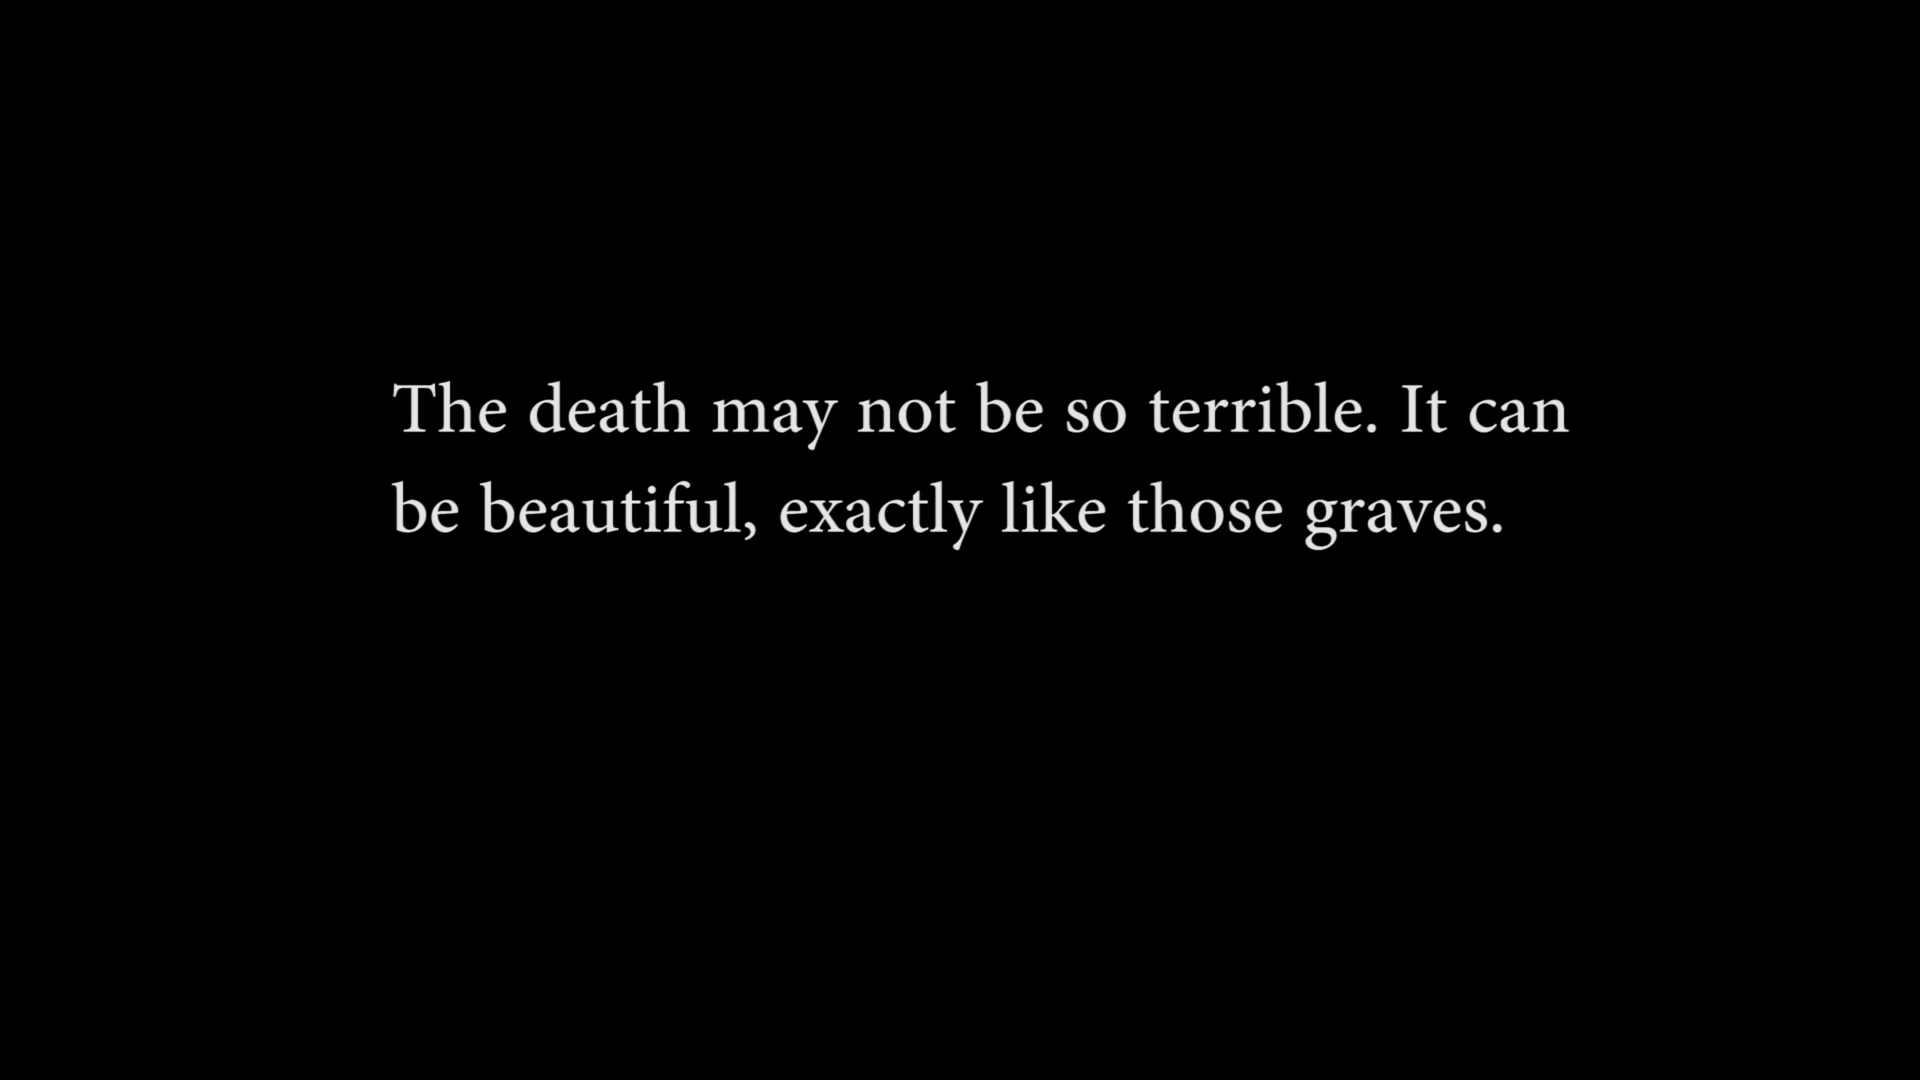 The death may not be so terrible. It can
be beautiful, exactly like those graves.